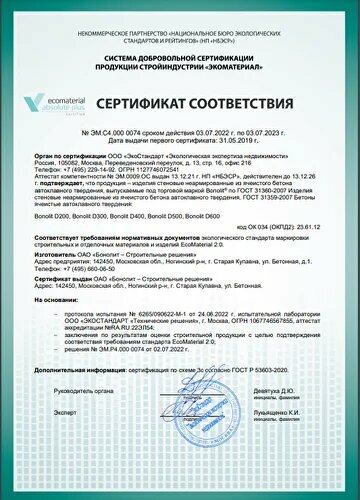 НЕКОММЕРЧЕСКОЕ ПАРТНЕРСТВО «НАЦИОНАЛЬНОЕ БЮРО ЭКОЛОГИЧЕСКИХ
СТАНДАРТОВ И РЕЙТИНГОВ» (НП «НБЭСР»)
СИСТЕМА ДОБРОВОЛЬНОЙ СЕРТИФИКАЦИИ
ПРОДУКЦИИ СТРОЙИНДУСТРИИ «ЭКОМАТЕРИАЛ»
ecomaterial
absolute plus
СЕРТИФИКАТ СООТВЕТСТВИЯ
№ ЭМ.С4.000 0074 сроком действия 03.07.2022 г. по 03.07.2023 г.
Дата выдачи первого сертификата: 31.05.2019 г.
Орган по сертификации ООО «ЭкоСтандарт «Экологическая экспертиза недвижимости»
Россия, 105082, Москва, Переведеновский переулок, д. 13, стр. 16, офис 216
Телефон: +7 (495) 229-14-92. ОГРН 1127746072541
Аттестат компетентности № ЭМ.0009.ОС выдан 13.12.21 г. НП «НБЭСР», действителен до 13.12.26
г. подтверждает, что продукция – изделия стеновые неармированные из ячеистого бетона
автоклавного твердения, выпускаемые под торговой маркой Bonolit® по ГОСТ 31360-2007 Изделия
стеновые неармированные из ячеистого бетона автоклавного твердения, ГОСТ 31359-2007 Бетоны
ячеистые автоклавного твердения:
Bonolit D200, Bonolit D300, Bonolit D400, Bonolit D500, Bonolit D600
код ОК 034 (ОКПД2): 23.61.12
Соответствует требованиям нормативных документов экологического стандарта маркировки
строительных и отделочных материалов и изделий EcoMaterial 2.0.
Изготовитель ОАО «Бонолит – Строительные решения»
Адрес предприятия: 142450, Московская обл., Ногинский р-н, г. Старая Купавна, ул. Бетонная, д.
Телефон: +7 (495) 660-06-50
Сертификат выдан ОАО «Бонолит – Строительные решения»
Адрес: 142450, Московская обл., Ногинский р-н, г. Старая Купавна, ул. Бетонная.
На основании:
- протокола испытания № 6265/090622-М-1 от 24.06.2022 г. испытательной лаборатории
ООО «ЭКОСТАНДАРТ «Технические решения», г. Москва, ОГРН 1067746567855, аттестат
аккредитации №RA.RU.22ЭЛ54;
- заключения по результатам оценки строительной продукции с целью подтверждения
соответствия требованиям стандарта EcoMaterial 2.0;
- решения № ЭМ.Р4.000 0074 от 02.07.2022 г.
Дополнительная информация: сертификация по схеме 3с согласно ГОСТ Р 53603-2020.
Руководитель органа
подпись
Девятуха Д.Ю.
инициалы, фамилия
Эксперт
подпись
Лукьященко К.И.
инициалы, фамилия